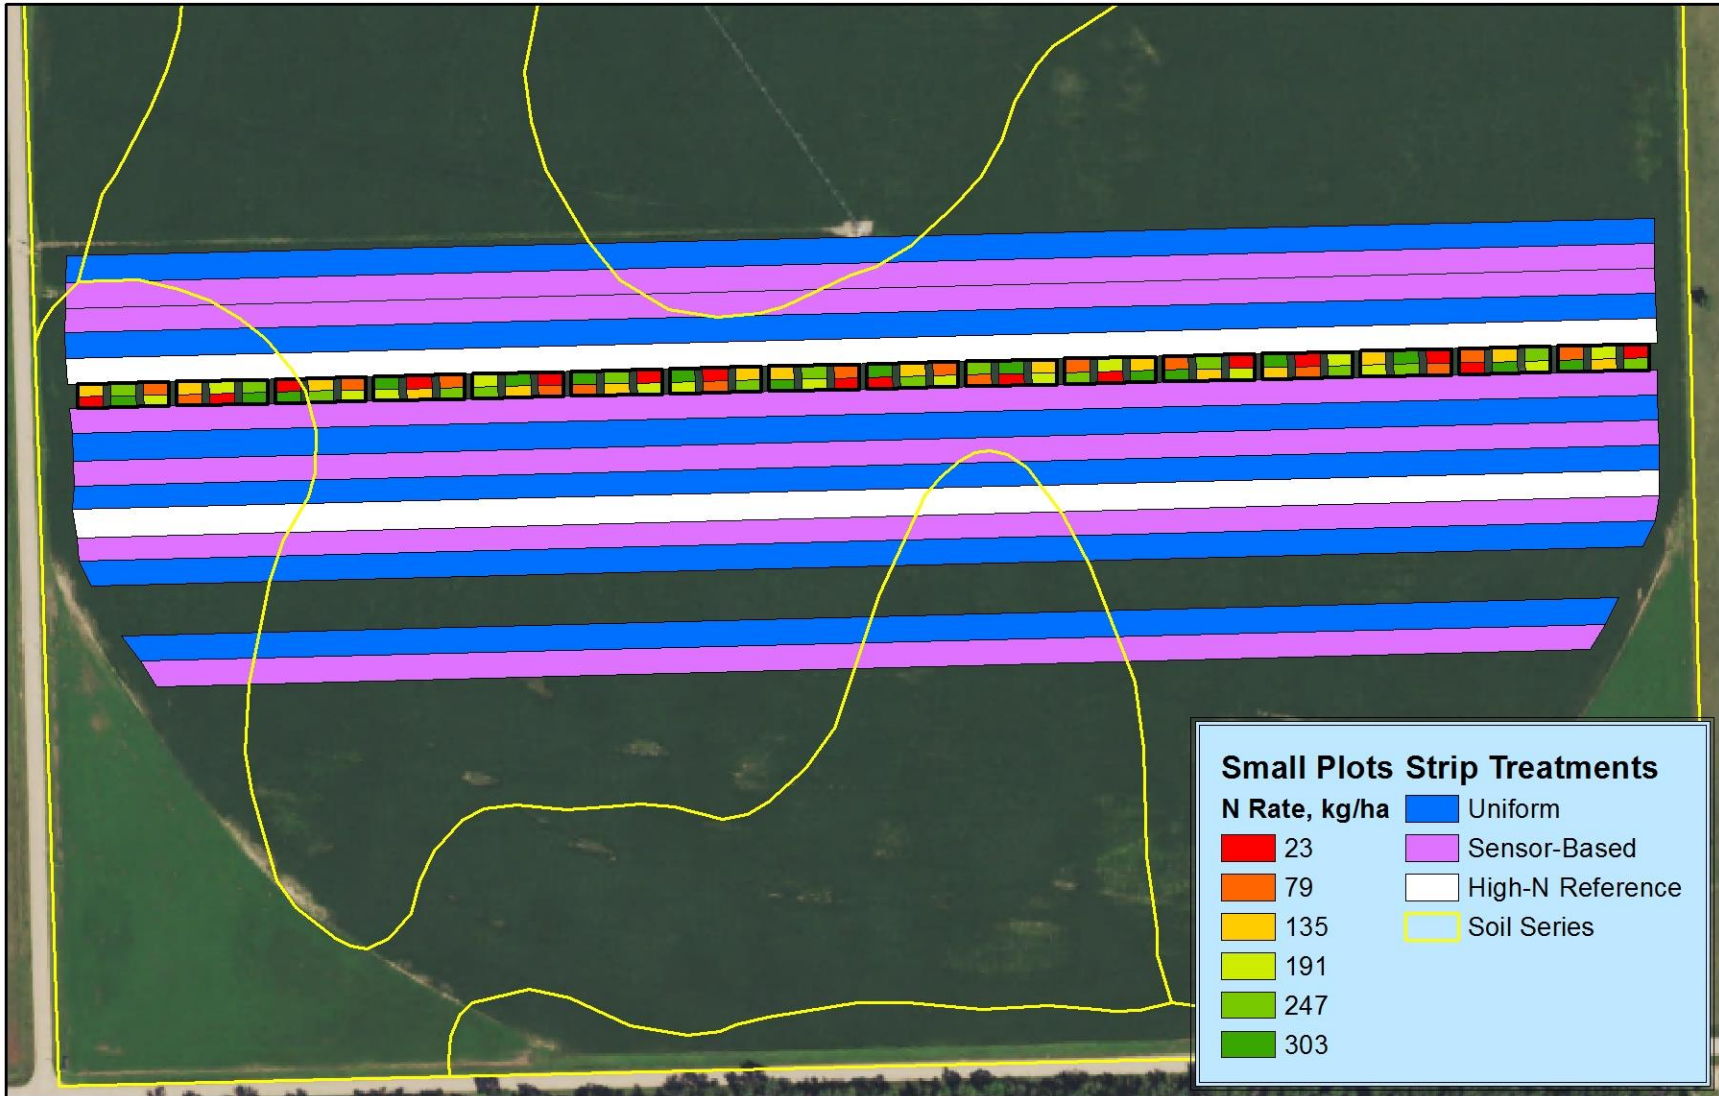 Small Plots
N Rate, kg/ha
23
79
135
191
247
303
Strip Treatments
Uniform
Sensor-Based
High-N Reference
Soil Series